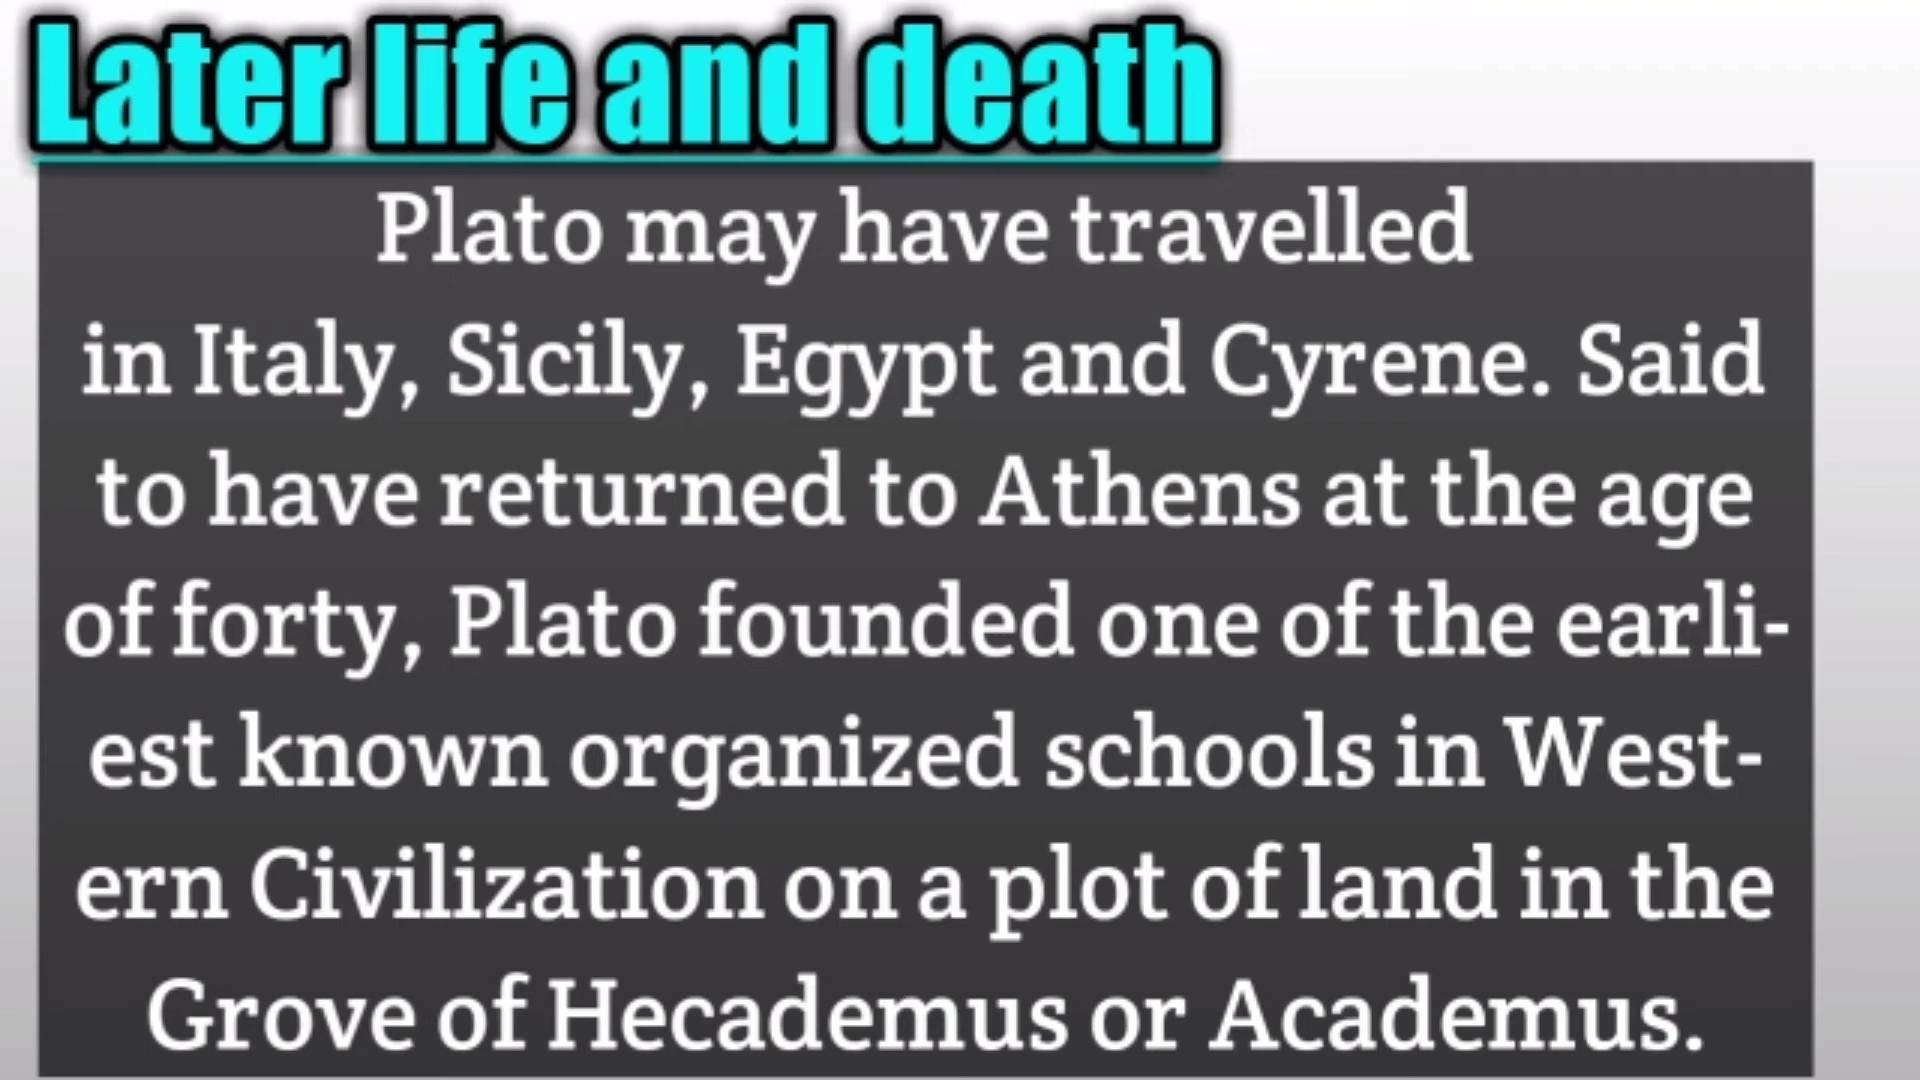 Later life and death
Plato may have travelled
in Italy, Sicily, Egypt and Cyrene. Said
to have returned to Athens at the age
of forty, Plato founded one of the earli-
est known organized schools in West-
ern Civilization on a plot of land in the
Grove of Hecademus or Academus.